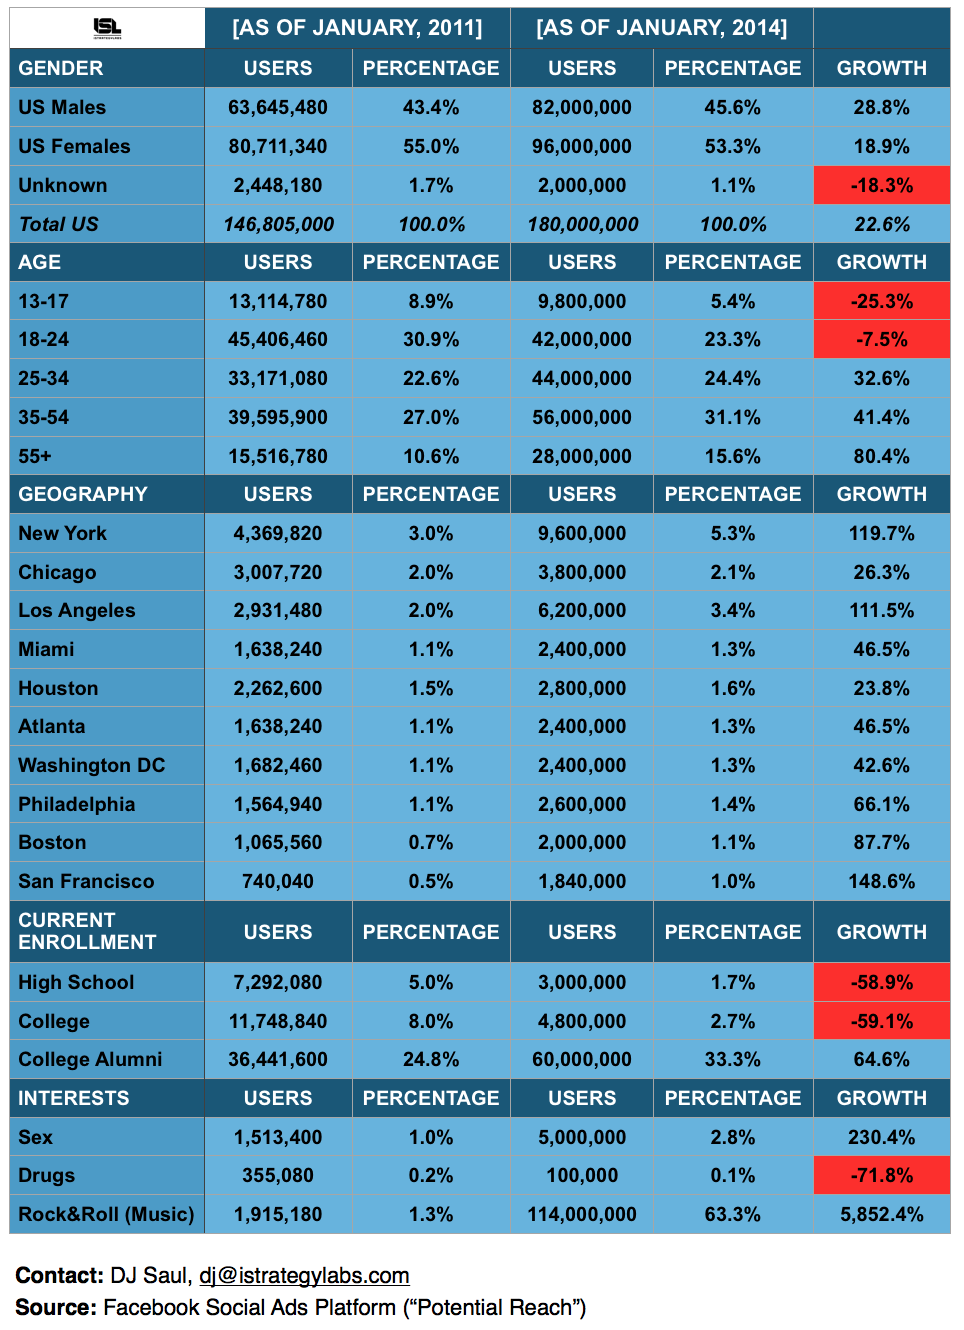 ISL
ISTRATEGYLABS
[AS OF JANUARY, 2011] [AS OF JANUARY, 2014]
GENDER USERS PERCENTAGE USERS PERCENTAGE GROWTH
US Males 63,645,480 43.4% 82,000,000 45.6% 28.8%
US Females 80,711,340 55.0% 96,000,000 53.3% 18.9%
Unknown 2,448,180 1.7% 2,000,000 1.1% -18.3%
Total US 146,805,000 100.0% 180,000,000 100.0% 22.6%
AGE USERS PERCENTAGE USERS PERCENTAGE GROWTH
13-17 13,114,780 8.9% 9,800,000 5.4% -25.3%
18-24 45,406,460 30.9% 42,000,000 23.3% -7.5%
25-34 33,171,080 22.6% 44,000,000 24.4% 32.6%
35-54 39,595,900 27.0% 56,000,000 31.1% 41.4%
55+ 15,516,780 10.6% 28,000,000 15.6% 80.4%
GEOGRAPHY USERS PERCENTAGE USERS PERCENTAGE GROWTH
New York 4,369,820 3.0% 9,600,000 5.3% 119.7%
Chicago 3,007,720 2.0% 3,800,000 2.1% 26.3%
Los Angeles 2,931,480 2.0% 6,200,000 3.4% 111.5%
Miami 1,638,240 1.1% 2,400,000 1.3% 46.5%
Houston 2,262,600 1.5% 2,800,000 1.6% 23.8%
Atlanta 1,638,240 1.1% 2,400,000 1.3% 46.5%
Washington DC 1,682,460 1.1% 2,400,000 1.3% 42.6%
Philadelphia 1,564,940 1.1% 2,600,000 1.4% 66.1%
Boston 1,065,560 0.7% 2,000,000 1.1% 87.7%
San Francisco 740,040 0.5% 1,840,000 1.0% 148.6%
CURRENT
ENROLLMENT USERS PERCENTAGE USERS PERCENTAGE GROWTH
High School 7,292,080 5.0% 3,000,000 1.7% -58.9%
College 11,748,840 8.0% 4,800,000 2.7% -59.1%
College Alumni 36,441,600 24.8% 60,000,000 33.3% 64.6%
INTERESTS USERS PERCENTAGE USERS PERCENTAGE GROWTH
Sex 1,513,400 1.0% 5,000,000 2.8% 230.4%
Drugs 355,080 0.2% 100,000 0.1% -71.8%
Rock&Roll (Music) 1,915,180 1.3% 114,000,000 63.3% 5,852.4%
Contact: DJ Saul, dj@istrategylabs.com
Source: Facebook Social Ads Platform (“Potential Reach”)